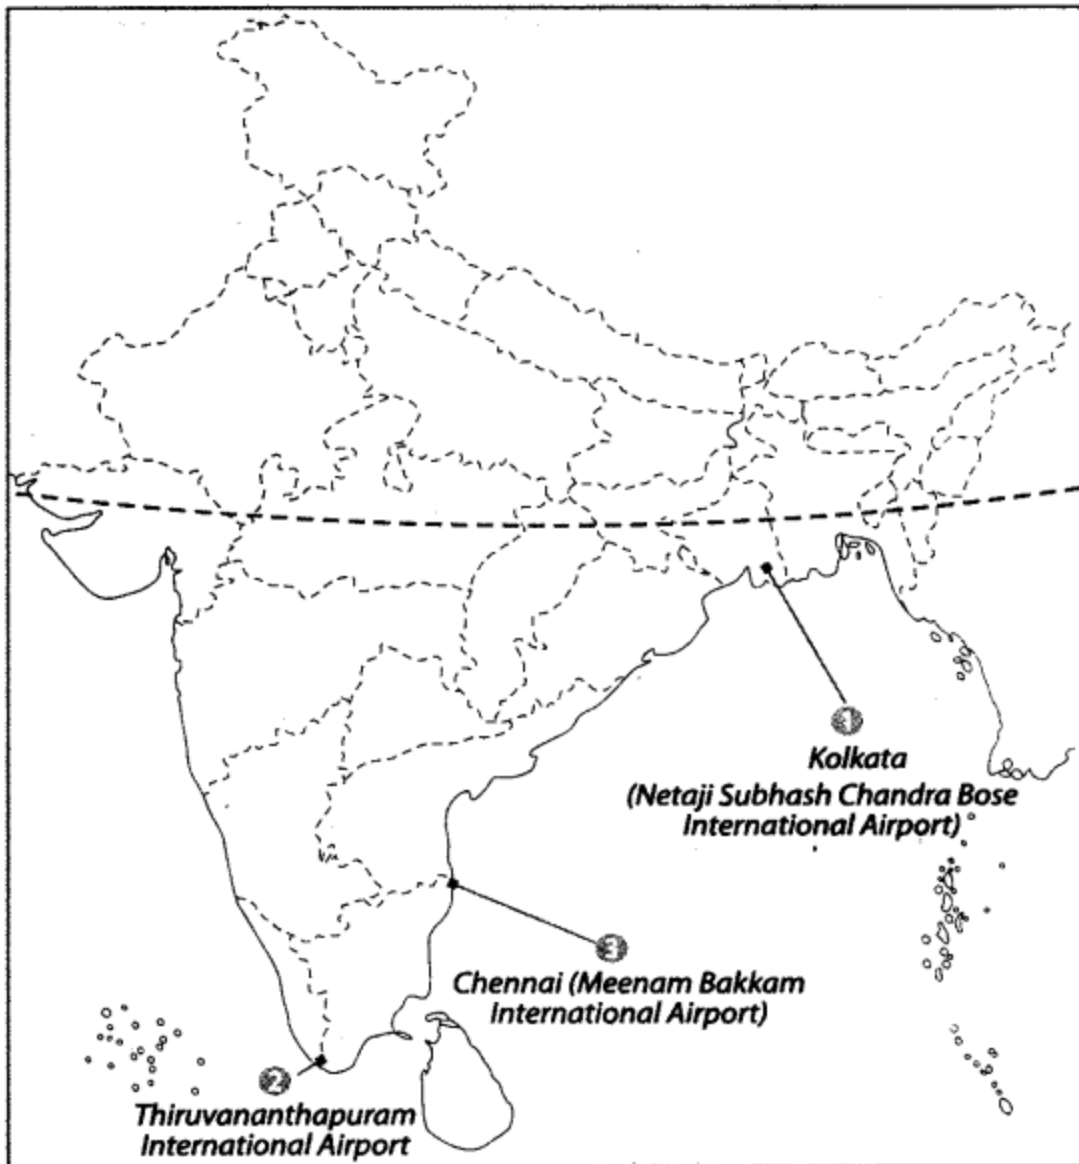 1
Kolkata
(Netaji Subhash Chandra Bose
International Airport)
3
Chennai (Meenam Bakkam
International Airport)
2
Thiruvananthapuram
International Airport